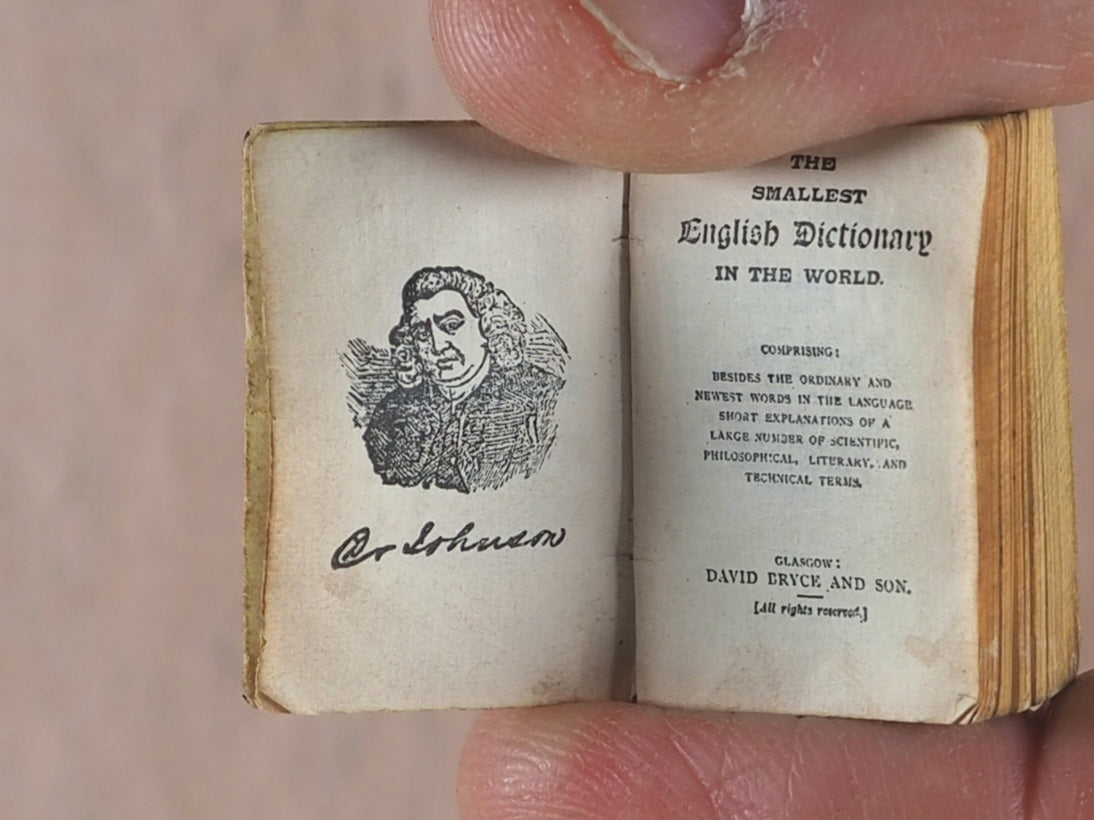 Dr Johnson
THE
SMALLEST
English Dictionary
IN THE WORLD.
COMPRISING:
BESIDES THE ORDINARY AND
NEWEST WORDS IN THE LANGUAGE
SHORT EXPLANATIONS OF A
LARGE NUMBER OF SCIENTIFIC,
PHILOSOPHICAL, LITERARY, AND
TECHNICAL TERMS.
GLASGOW:
DAVID BRYCE AND SON.
[All rights reserved.]